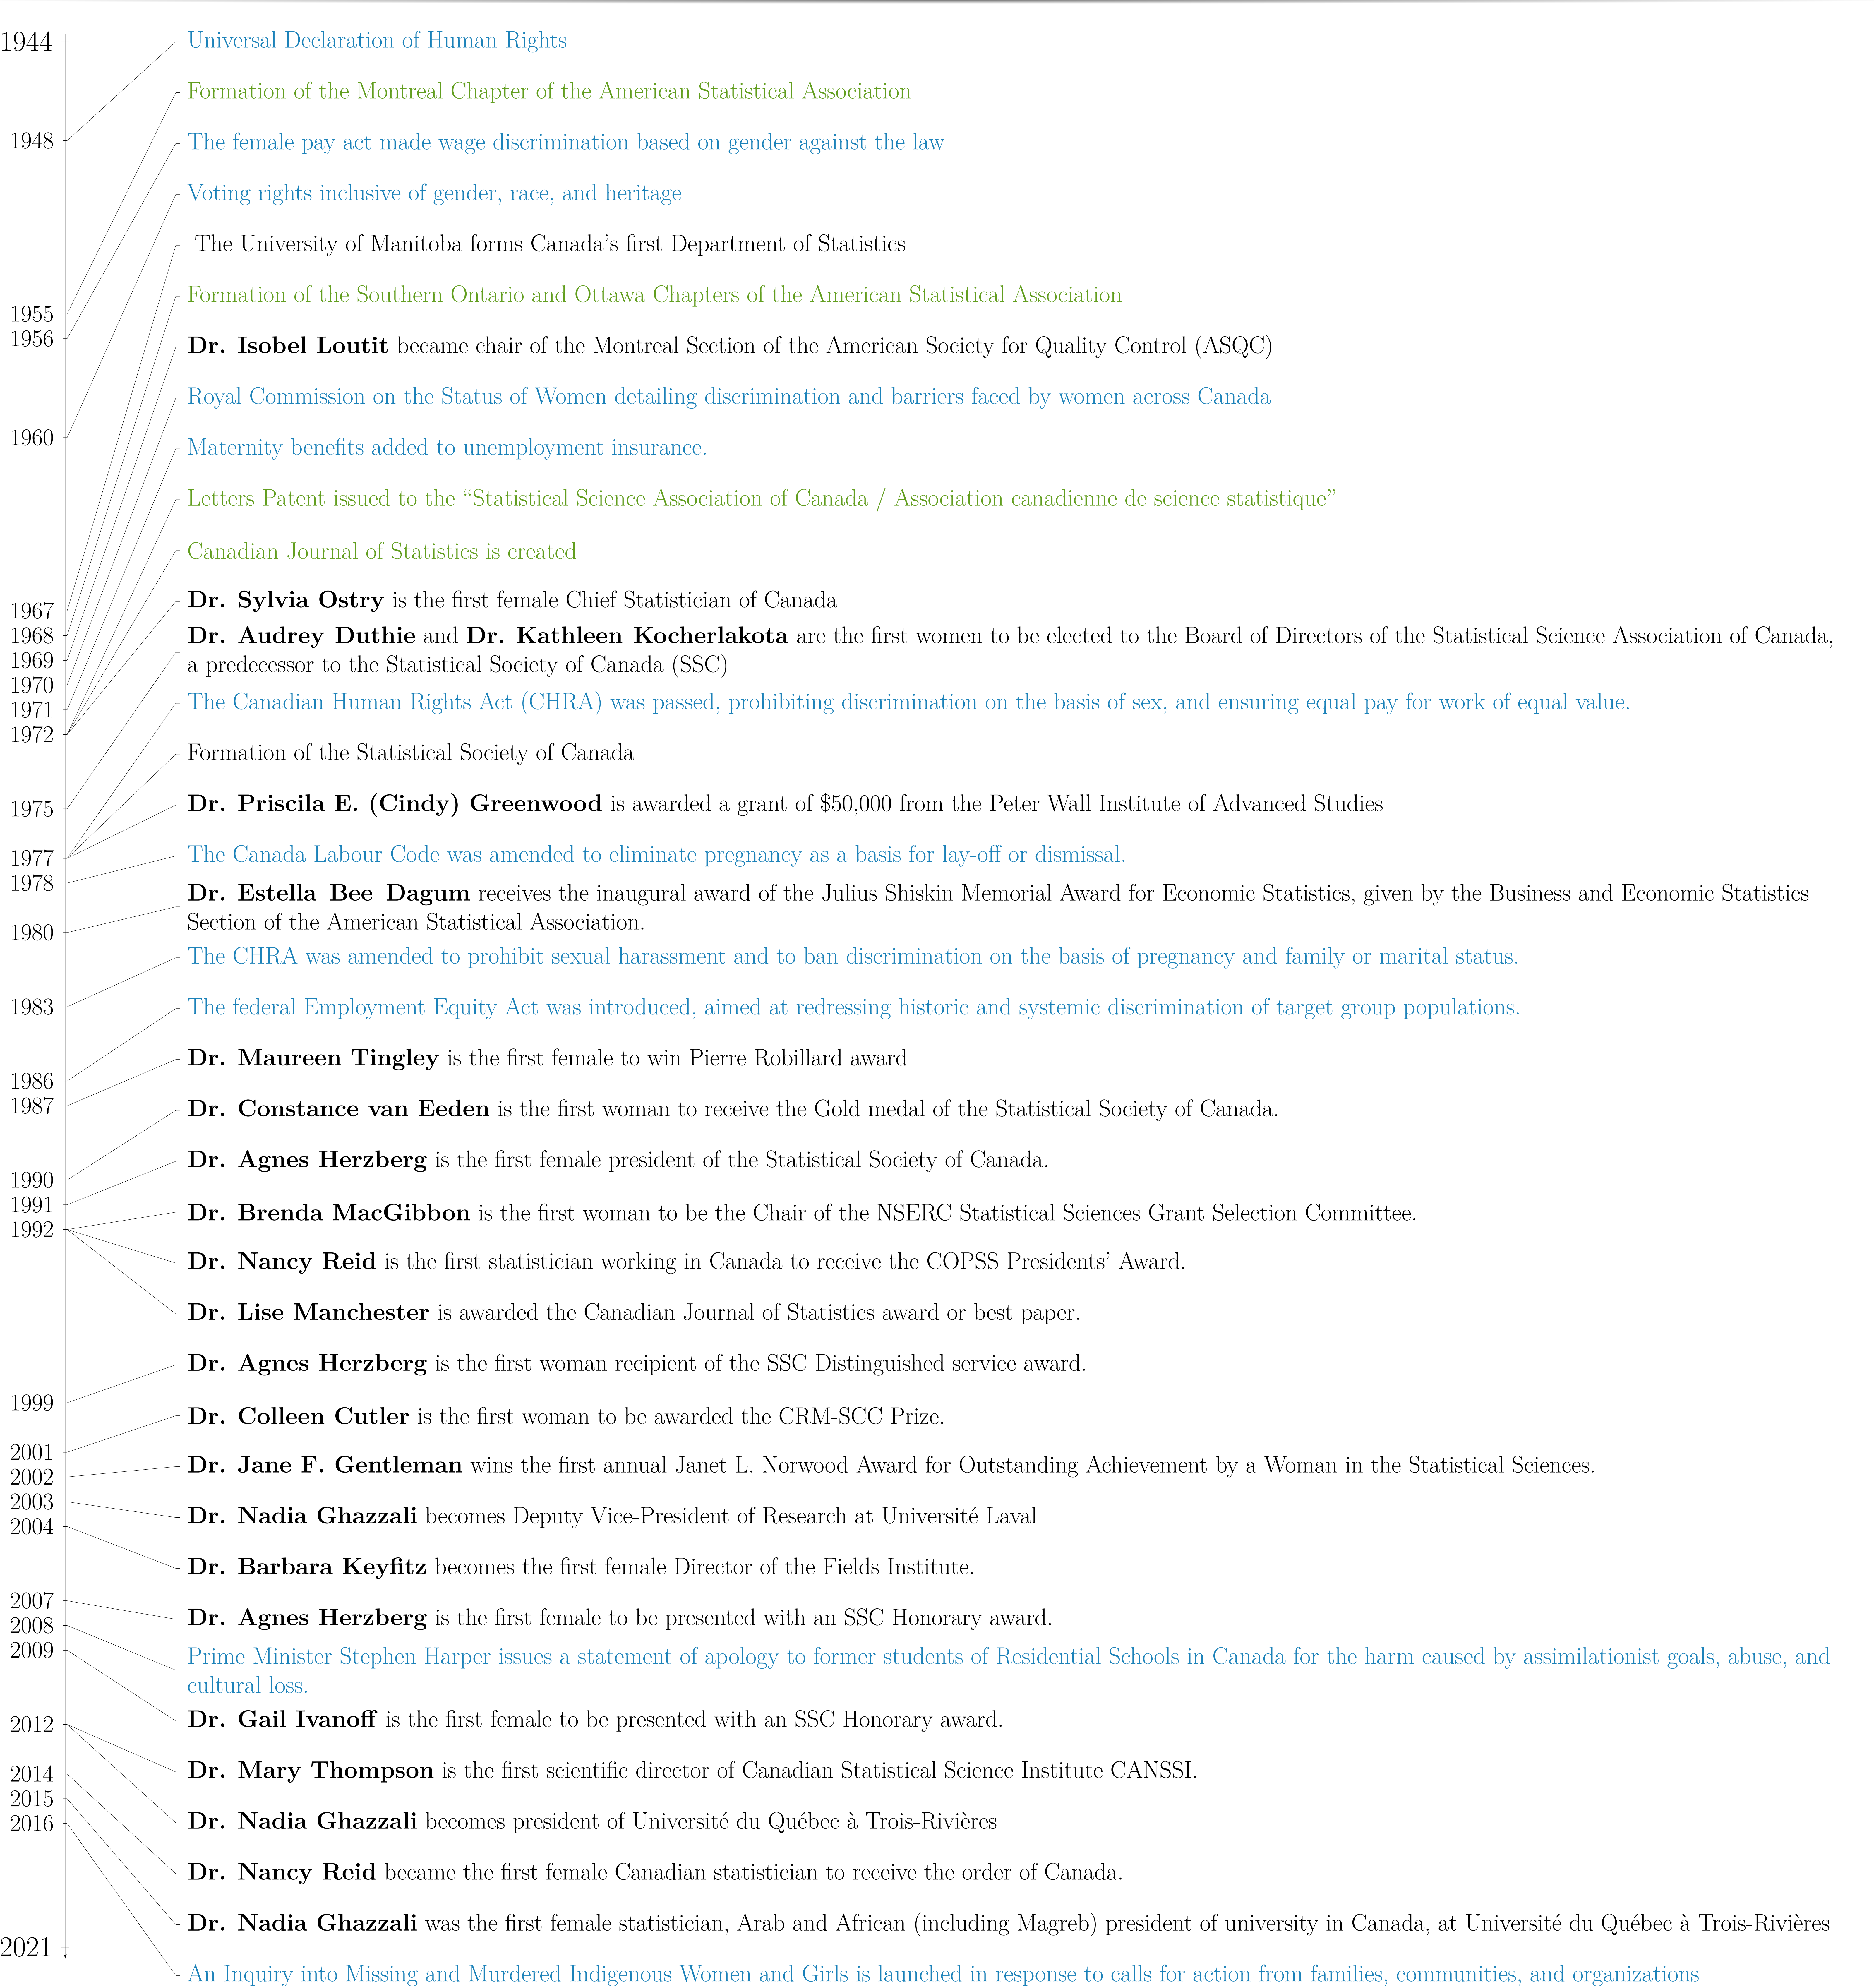 1944
Universal Declaration of Human Rights
Formation of the Montreal Chapter of the American Statistical Association
1948
The female pay act made wage discrimination based on gender against the law
Voting rights inclusive of gender, race, and heritage
The University of Manitoba forms Canada's first Department of Statistics
Formation of the Southern Ontario and Ottawa Chapters of the American Statistical Association
1955
1956
Dr. Isobel Loutit became chair of the Montreal Section of the American Society for Quality Control (ASQC)
Royal Commission on the Status of Women detailing discrimination and barriers faced by women across Canada
1960
Maternity benefits added to unemployment insurance.
Letters Patent issued to the “Statistical Science Association of Canada / Association canadienne de science statistique”
Canadian Journal of Statistics is created
Dr. Sylvia Ostry is the first female Chief Statistician of Canada
1967
1968
Dr. Audrey Duthie and Dr. Kathleen Kocherlakota are the first women to be elected to the Board of Directors of the Statistical Science Association of Canada,
1969
a predecessor to the Statistical Society of Canada (SSC)
1970
The Canadian Human Rights Act (CHRA) was passed, prohibiting discrimination on the basis of sex, and ensuring equal pay for work of equal value.
1971
1972
Formation of the Statistical Society of Canada
Dr. Priscila E. (Cindy) Greenwood is awarded a grant of $50,000 from the Peter Wall Institute of Advanced Studies
1975
The Canada Labour Code was amended to eliminate pregnancy as a basis for lay-off or dismissal.
1977
1978
Dr. Estella Bee Dagum receives the inaugural award of the Julius Shiskin Memorial Award for Economic Statistics, given by the Business and Economic Statistics
Section of the American Statistical Association.
1980
The CHRA was amended to prohibit sexual harassment and to ban discrimination on the basis of pregnancy and family or marital status.
1983
The federal Employment Equity Act was introduced, aimed at redressing historic and systemic discrimination of target group populations.
Dr. Maureen Tingley is the first female to win Pierre Robillard award
1986
1987
Dr. Constance van Eeden is the first woman to receive the Gold medal of the Statistical Society of Canada.
Dr. Agnes Herzberg is the first female president of the Statistical Society of Canada.
1990
1991
Dr. Brenda MacGibbon is the first woman to be the Chair of the NSERC Statistical Sciences Grant Selection Committee.
1992
Dr. Nancy Reid is the first statistician working in Canada to receive the COPSS Presidents' Award.
Dr. Lise Manchester is awarded the Canadian Journal of Statistics award or best paper.
Dr. Agnes Herzberg is the first woman recipient of the SSC Distinguished service award.
1999
Dr. Colleen Cutler is the first woman to be awarded the CRM-SCC Prize.
2001
Dr. Jane F. Gentleman wins the first annual Janet L. Norwood Award for Outstanding Achievement by a Woman in the Statistical Sciences.
2002
2003
Dr. Nadia Ghazzali becomes Deputy Vice-President of Research at Université Laval
2004
Dr. Barbara Keyfitz becomes the first female Director of the Fields Institute.
2007
Dr. Agnes Herzberg is the first female to be presented with an SSC Honorary award.
2008
2009
Prime Minister Stephen Harper issues a statement of apology to former students of Residential Schools in Canada for the harm caused by assimilationist goals, abuse, and
cultural loss.
Dr. Gail Ivanoff is the first female to be presented with an SSC Honorary award.
2012
Dr. Mary Thompson is the first scientific director of Canadian Statistical Science Institute CANSSI.
2014
2015
Dr. Nadia Ghazzali becomes president of Université du Québec à Trois-Rivières
2016
Dr. Nancy Reid became the first female Canadian statistician to receive the order of Canada.
Dr. Nadia Ghazzali was the first female statistician, Arab and African (including Magreb) president of university in Canada, at Université du Québec à Trois-Rivières
2021
An Inquiry into Missing and Murdered Indigenous Women and Girls is launched in response to calls for action from families, communities, and organizations